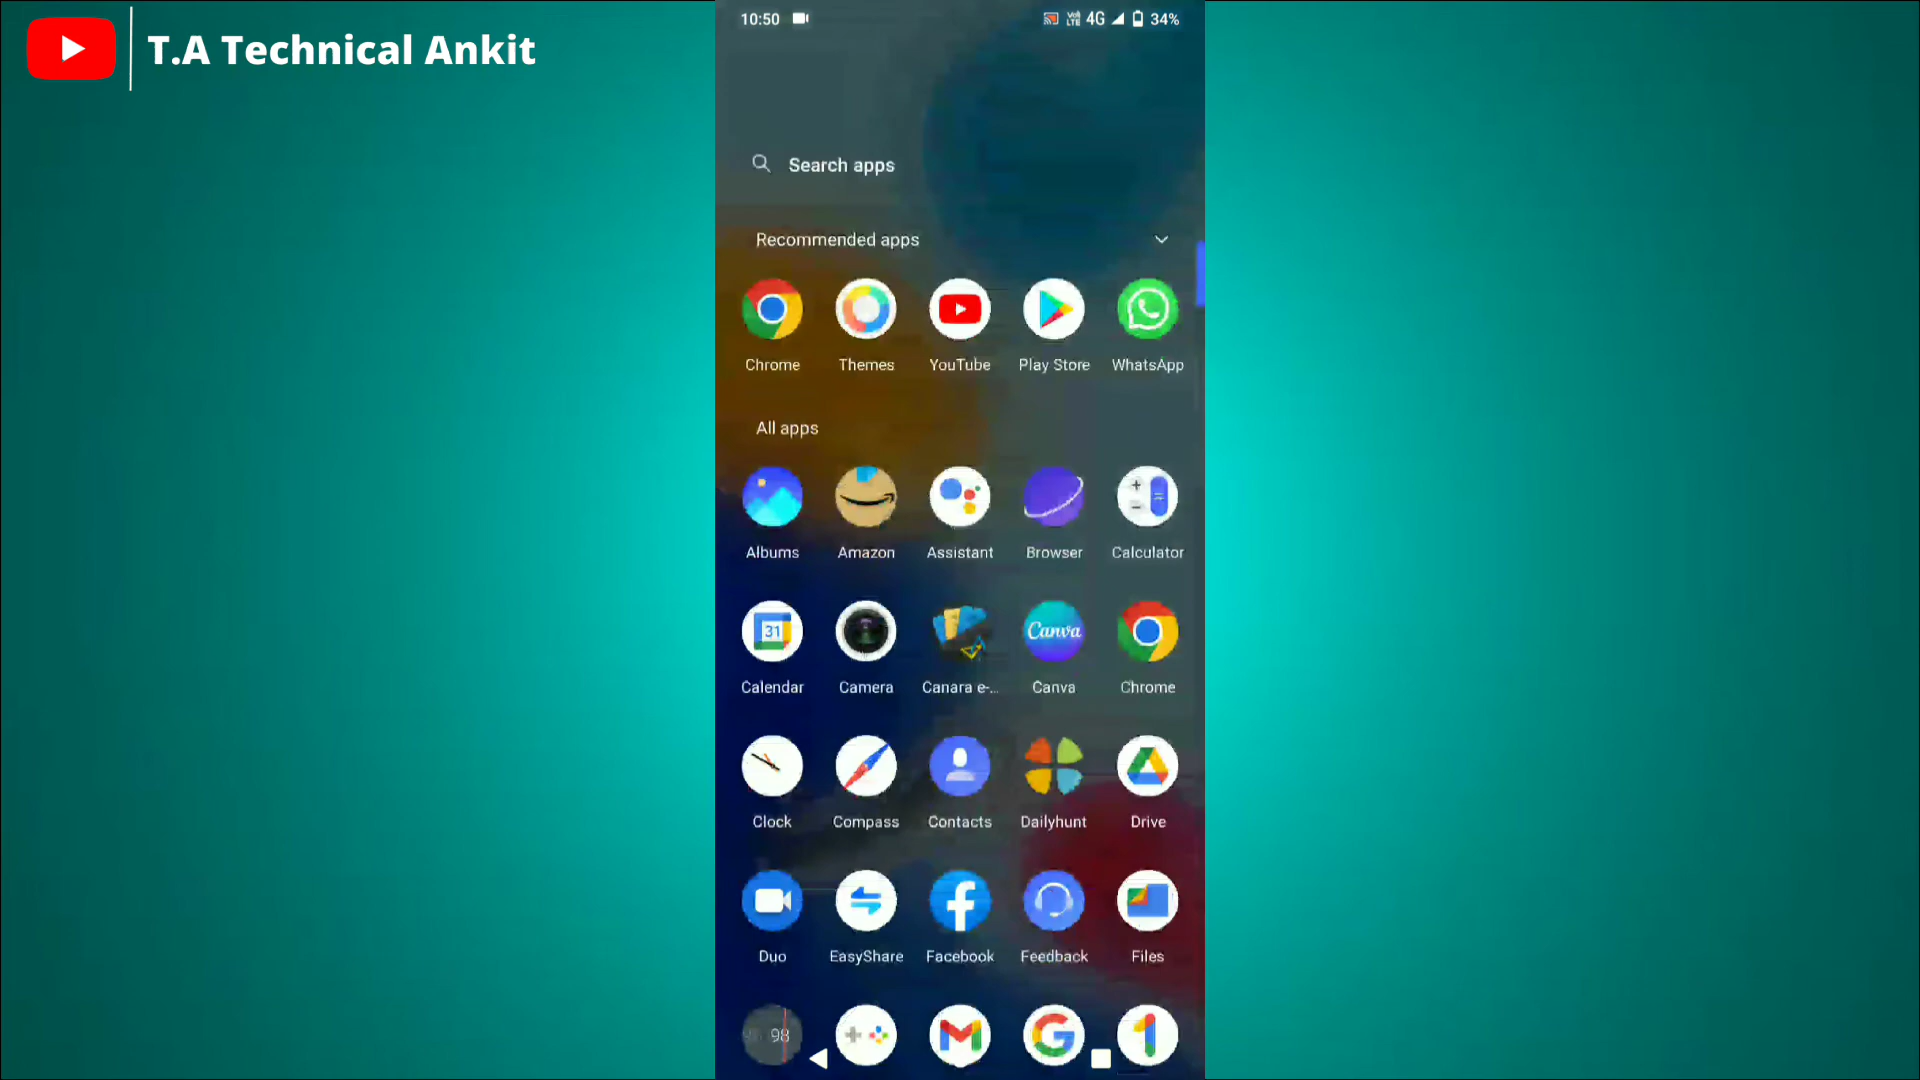 T.A Technical Ankit
10:50
Vo LTE 4G 34%
Search apps
Recommended apps
Chrome Themes YouTube Play Store WhatsApp
All apps
Albums Amazon Assistant Browser Calculator
31
Canva
Calendar Camera Canara e-... Canva Chrome
Clock Compass Contacts Dailyhunt Drive
Duo EasyShare Facebook Feedback Files
98